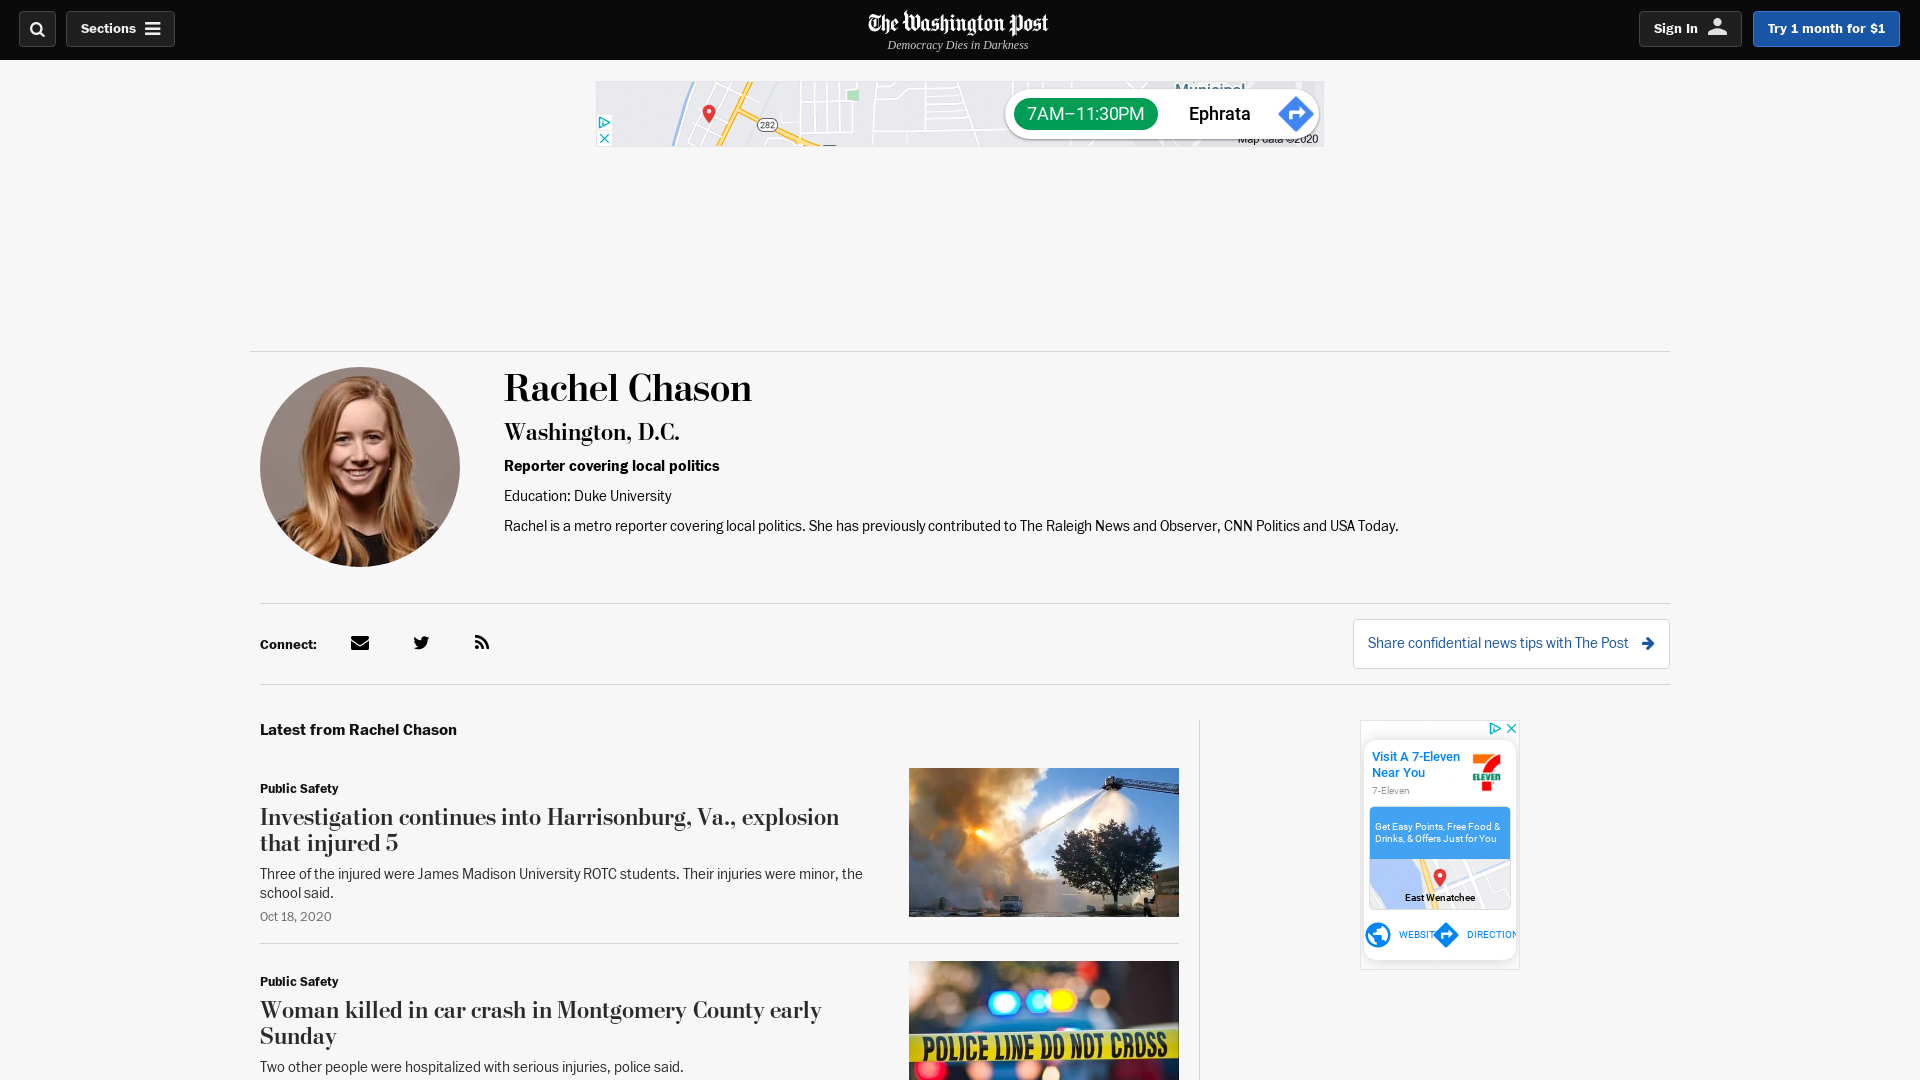 Sections
The Washington Post
Democracy Dies in Darkness
Sign In
Try 1 month for $1
Municipal
282
7AM–11:30PM
Ephrata
Map data ©2020
Rachel Chason
Washington, D.C.
Reporter covering local politics
Education: Duke University
Rachel is a metro reporter covering local politics. She has previously contributed to The Raleigh News and Observer, CNN Politics and USA Today.
Connect:
Share confidential news tips with The Post
Latest from Rachel Chason
Public Safety
Investigation continues into Harrisonburg, Va., explosion
that injured 5
Three of the injured were James Madison University ROTC students. Their injuries were minor, the
school said.
Oct 18, 2020
Public Safety
Woman killed in car crash in Montgomery County early
Sunday
Two other people were hospitalized with serious injuries, police said.
POLICE LINE DO NOT CROSS
Visit A 7-Eleven
Near You
7-Eleven
7 ELEVEN
Get Easy Points, Free Food &
Drinks, & Offers Just for You
East Wenatchee
WEBSIT
DIRECTION